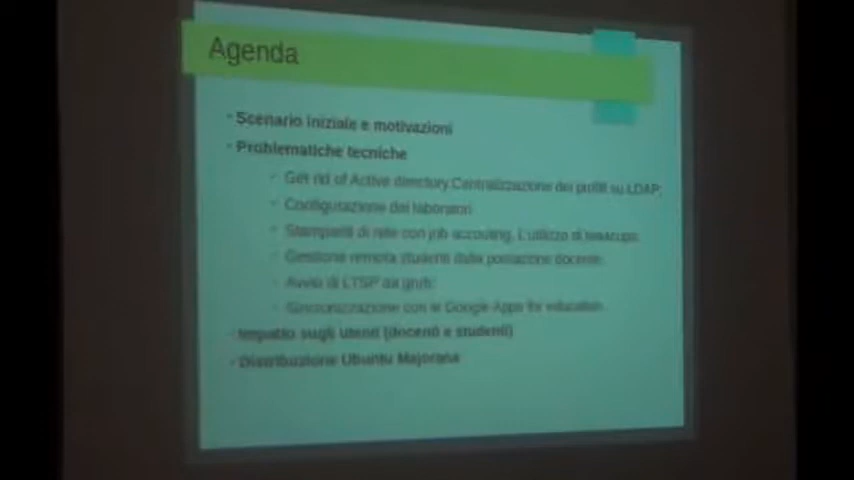 Agenda
Scenario iniziale e motivazioni
Problematiche tecniche
Get rid of Active directory.Centralizzazione dei profili su LDAP;
Configurazione dei laboratori
Stampanti di rete con job accouting, L'utilizzo di
Gestione remota studenti dalla postazione docente;
Avvio di LTSP da grub;
Sincronizzazione con le Google Apps for education
Impatto sugli utenti (docenti e studenti)
Distribuzione Ubuntu Majorana